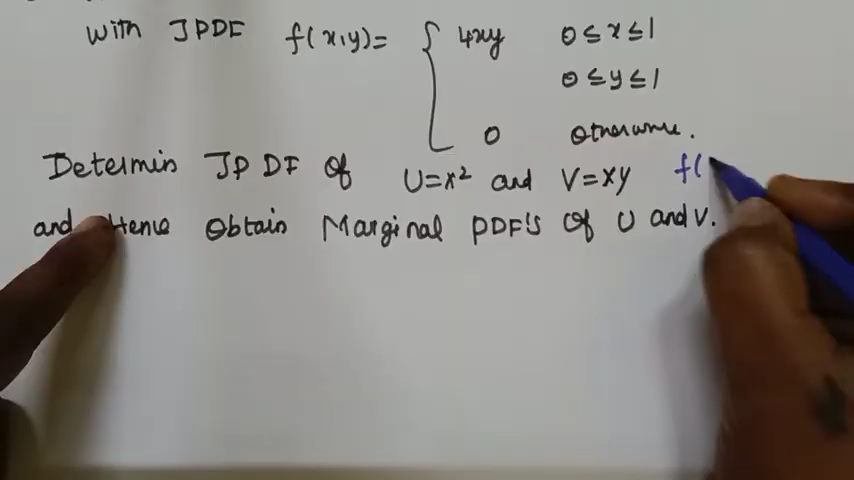 With JPDF f(x,y)= { 4xy 0≤x≤1
0≤y≤1
0 otherwise.
Determin JPDF of U=x² and V=xy f(
and Hence Obtain Marginal PDF's of U and V.